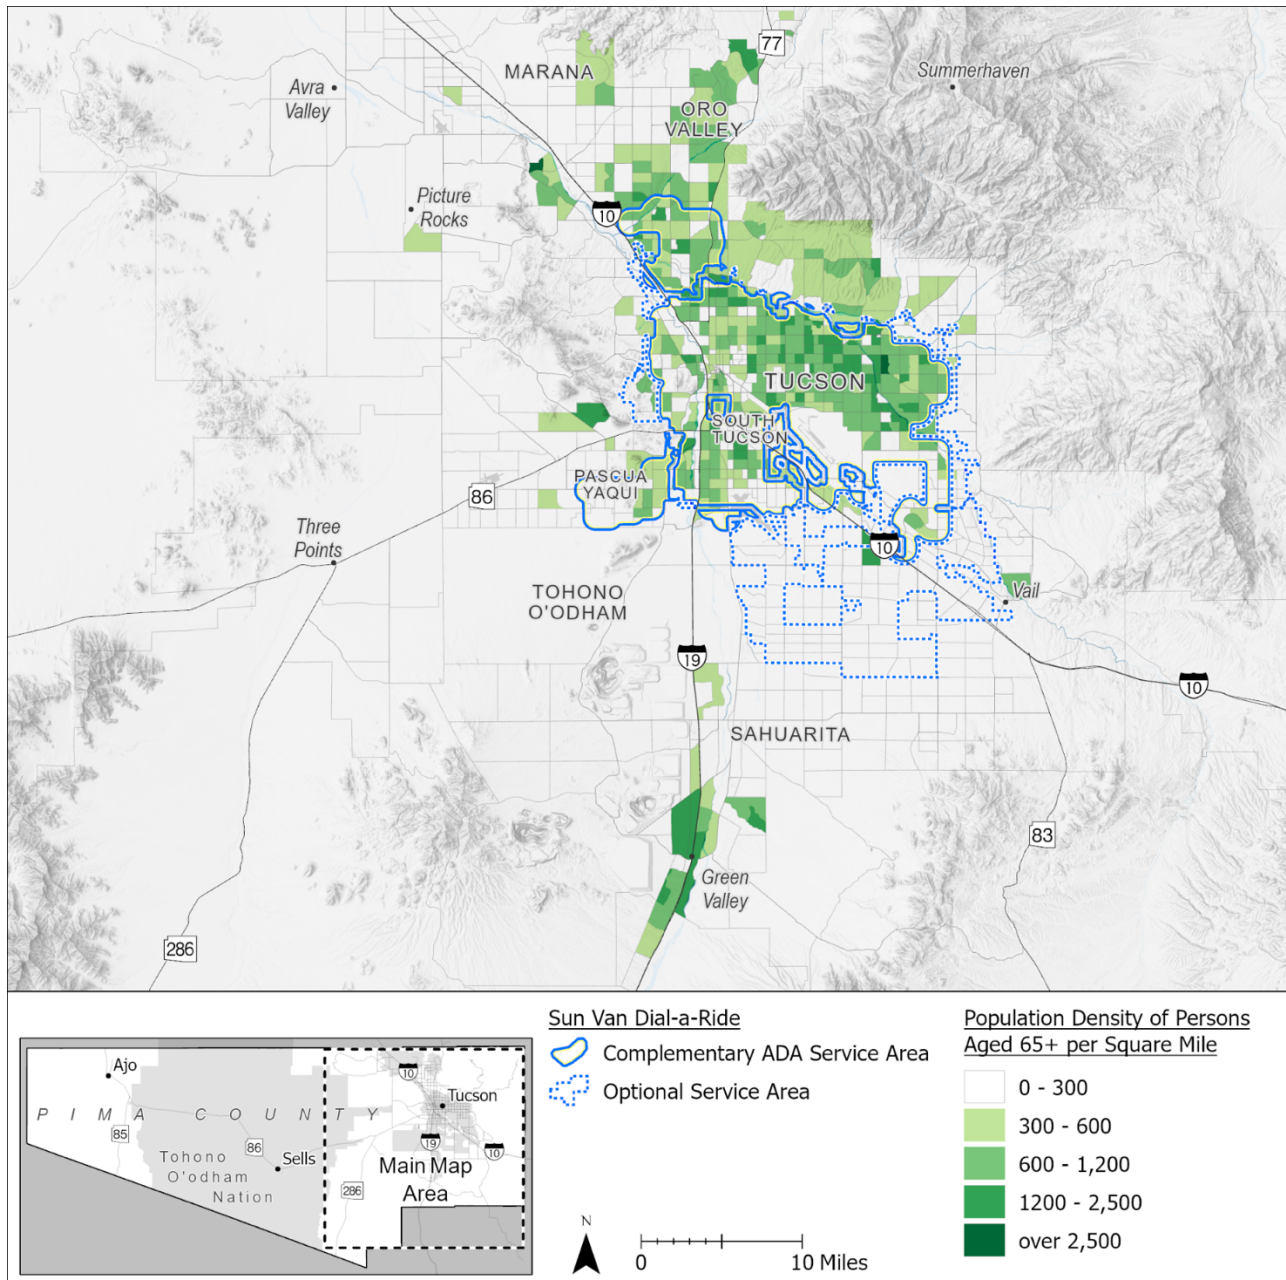 77
MARANA
Summerhaven
Avra
Valley
ORO
VALLEY
Picture
Rocks
10
TUCSON
SOUTH
TUCSON
PASCUA
YAQUI
86
Three
Points
10
TOHONO
O'ODHAM
Vail
19
10
SAHUARITA
83
Green
Valley
286
Sun Van Dial-a-Ride
Complementary ADA Service Area
Optional Service Area
Population Density of Persons
Aged 65+ per Square Mile
0 - 300
300 - 600
600 - 1,200
1200 - 2,500
over 2,500
Ajo
10
Tucson
PIMA COUNTY
85
86
19
10
Sells
Tohono
O'odham
Nation
Main Map
Area
286
N
0 10 Miles